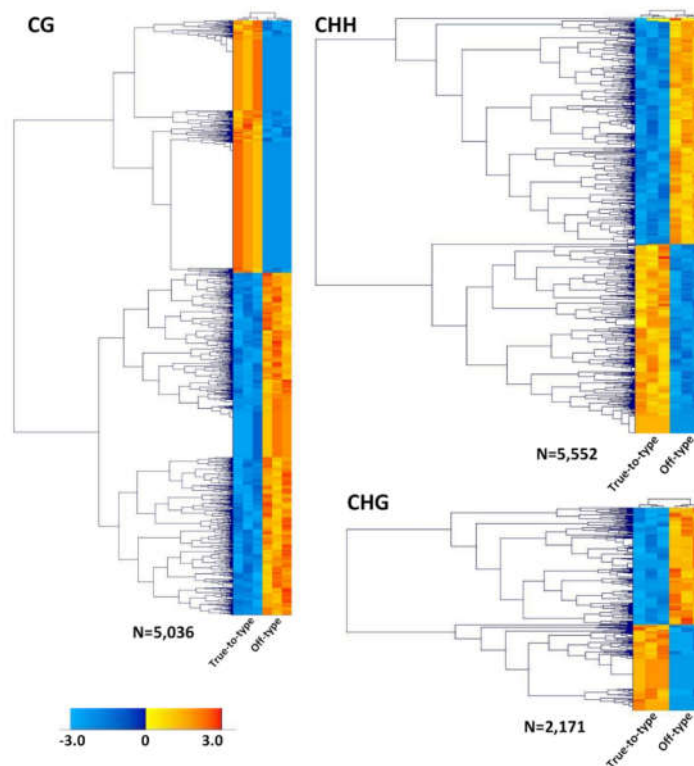 CG
CHH
N=5,552
True-to-type
Off-type
CHG
N=5,036
True-to-type
Off-type
-3.0 0 3.0
N=2,171
True-to-type
Off-type